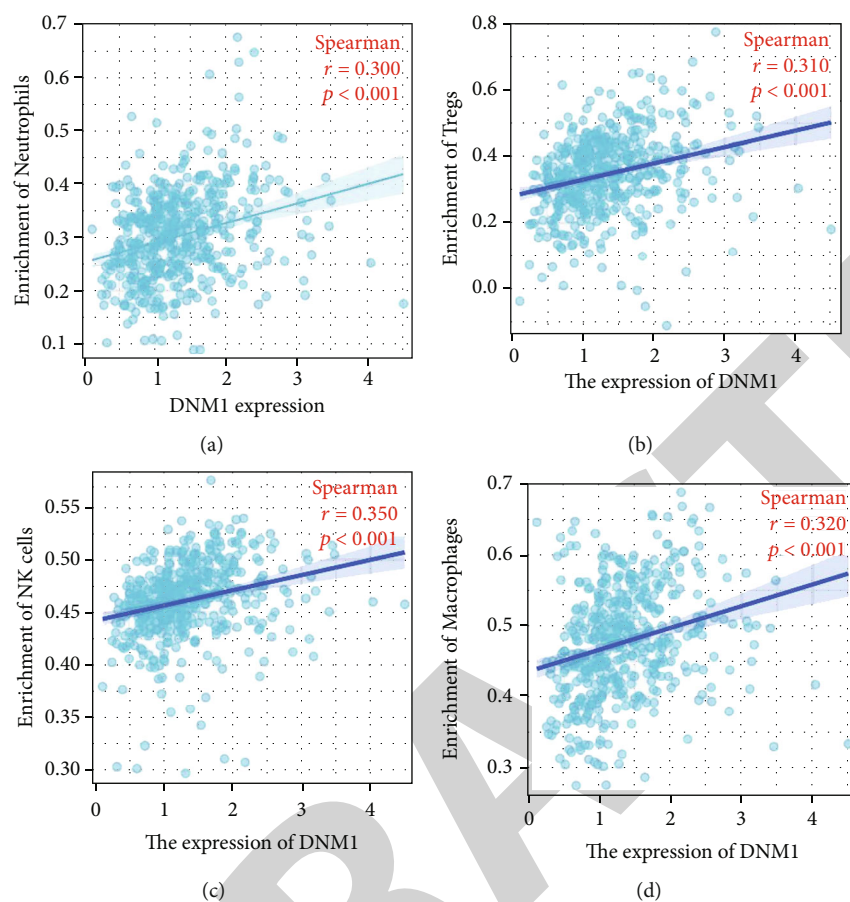 0.7
0.6
0.5
0.4
0.3
0.2
0.1
Enrichment of Neutrophils
Spearman
r = 0.300
p < 0.001
0 1 2 3 4
DNM1 expression
(a)
0.8
0.6
0.4
0.2
0.0
Enrichment of Tregs
Spearman
r = 0.310
p < 0.001
0 1 2 3 4
The expression of DNM1
(b)
0.55
0.50
0.45
0.40
0.35
0.30
Enrichment of NK cells
Spearman
r = 0.350
p < 0.001
0 1 2 3 4
The expression of DNM1
(c)
0.7
0.6
0.5
0.4
0.3
Enrichment of Macrophages
Spearman
r = 0.320
p < 0.001
0 1 2 3 4
The expression of DNM1
(d)